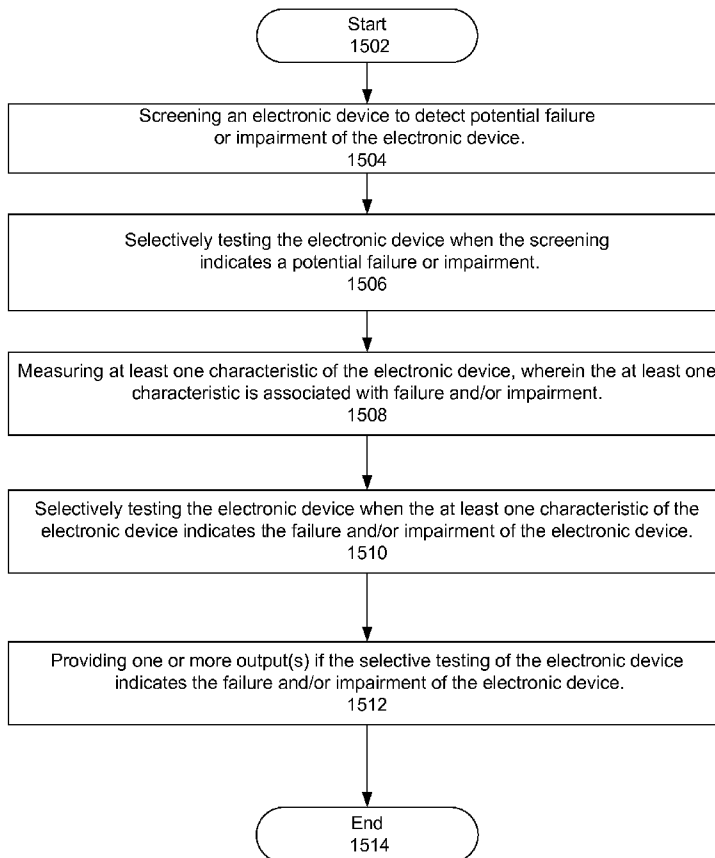 Start
1502
Screening an electronic device to detect potential failure
or impairment of the electronic device.
1504
Selectively testing the electronic device when the screening
indicates a potential failure or impairment.
1506
Measuring at least one characteristic of the electronic device, wherein the at least one
characteristic is associated with failure and/or impairment.
1508
Selectively testing the electronic device when the at least one characteristic of the
electronic device indicates the failure and/or impairment of the electronic device.
1510
Providing one or more output(s) if the selective testing of the electronic device
indicates the failure and/or impairment of the electronic device.
1512
End
1514